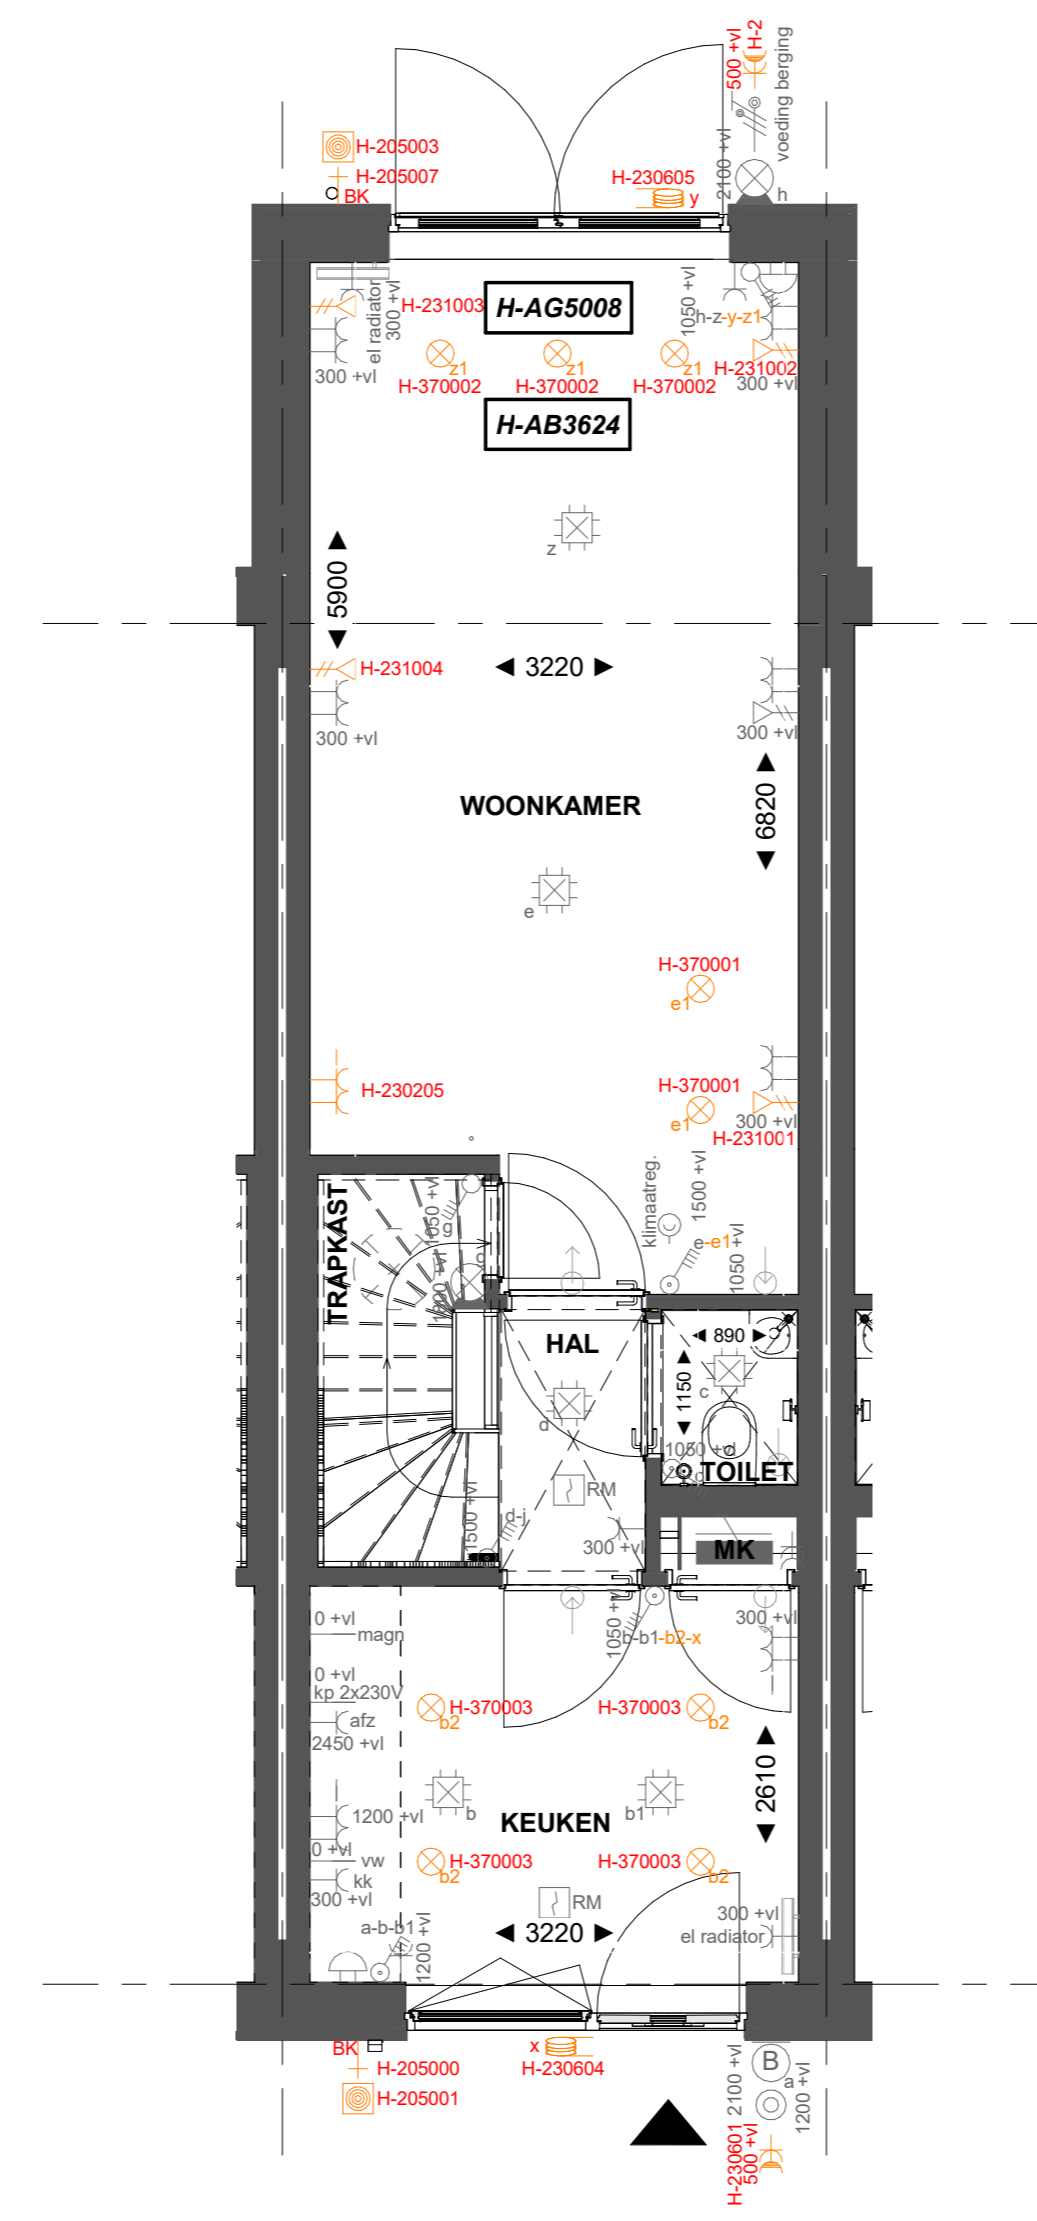 500 +vl
H-2
voeding berging
H-205003
H-205007
BK
H-230605
y
2100 +vl
h
el radiator
300 +vl
H-231003
H-AG5008
1050 +vl
h-z-y-z1
300 +vl
z1
z1
z1
H-370002
H-370002
H-370002
H-231002
300 +vl
H-AB3624
z
5900
3220
H-231004
300 +vl
300 +vl
6820
WOONKAMER
e
H-370001
e1
H-230205
H-370001
e1
300 +vl
H-231001
TRAPKAST
1050 +vl
g
klimaatreg.
1500 +vl
e-e1
1050 +vl
HAL
890
1150
c
d
1050 +vl
TOILET
RM
1500 +vl
d-j
300 +vl
MK
0 +vl
magn
1050 +vl
b-b1-b2-x
300 +vl
0 +vl
kp 2x230V
afz
2450 +vl
H-370003
b2
H-370003
b2
2610
b
b1
1200 +vl
KEUKEN
0 +vl
vw
kk
300 +vl
H-370003
b2
H-370003
b2
RM
a-b-b1
1200 +vl
3220
300 +vl
el radiator
BK
x
H-205000
H-230604
H-205001
2100 +vl
B
a
1200 +vl
H-230601
500 +vl